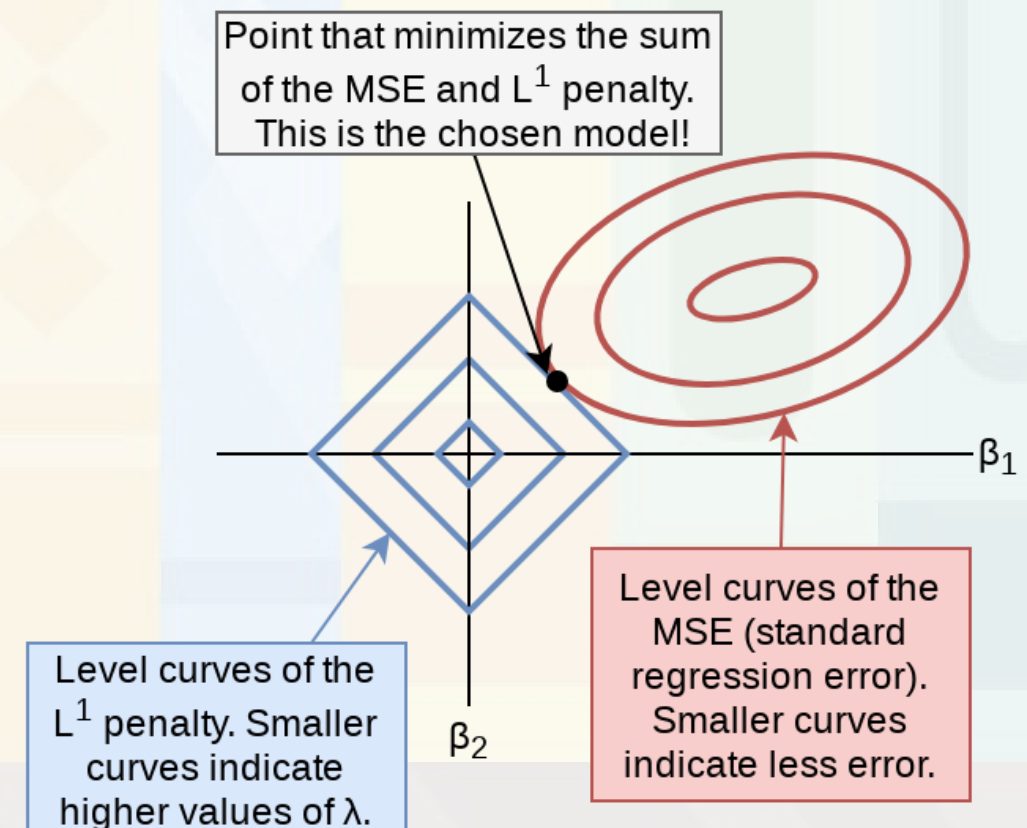 Point that minimizes the sum
of the MSE and L¹ penalty.
This is the chosen model!
β₁
Level curves of the
MSE (standard
regression error).
Smaller curves
indicate less error.
Level curves of the
L¹ penalty. Smaller
curves indicate
higher values of λ.
β₂